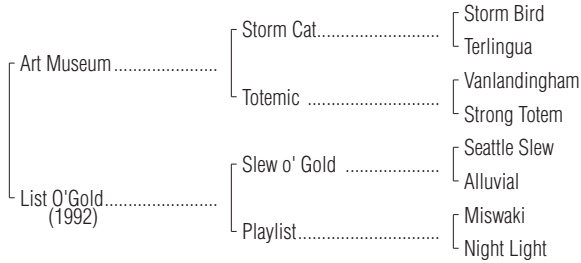 Storm Bird
Storm Cat
Terlingua
Art Museum
Vanlandingham
Totemic
Strong Totem
Seattle Slew
Slew o' Gold
Alluvial
List O'Gold
(1992)
Miswaki
Playlist
Night Light